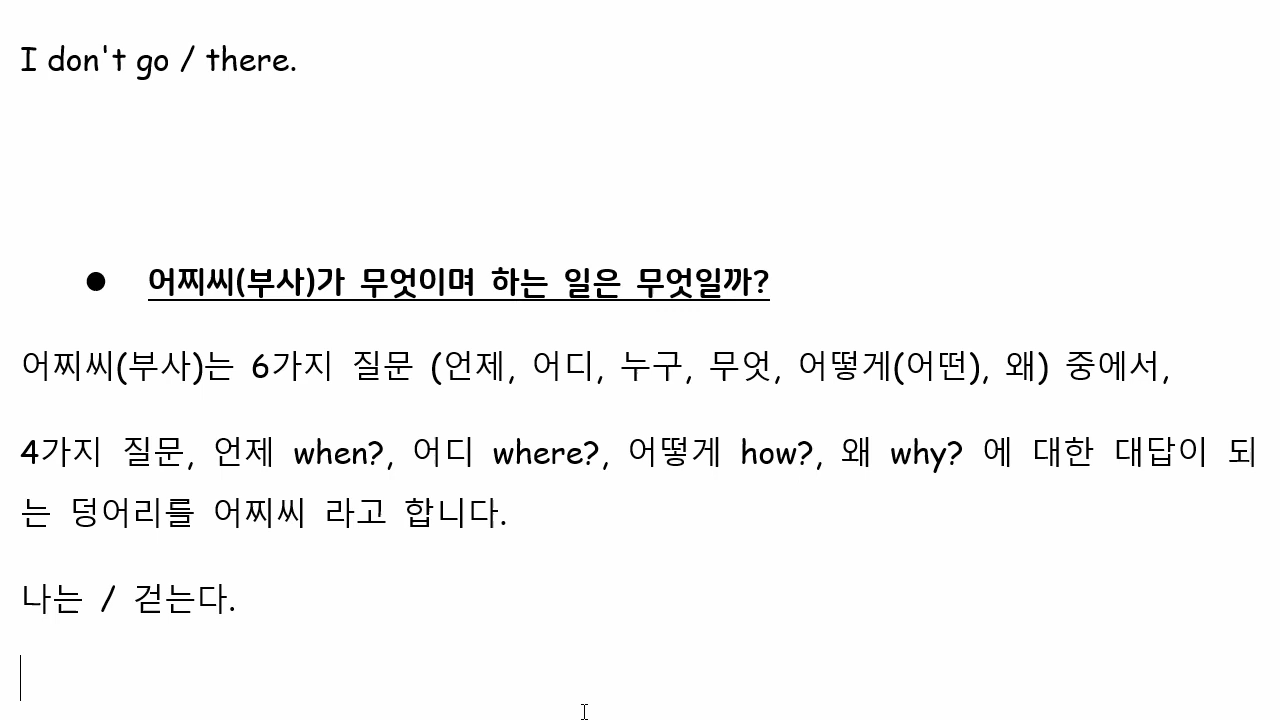 I don't go / there.
● 어찌씨(부사)가 무엇이며 하는 일은 무엇일까?
어찌씨(부사)는 6가지 질문 (언제, 어디, 누구, 무엇, 어떻게(어떤), 왜) 중에서,
4가지 질문, 언제 when?, 어디 where?, 어떻게 how?, 왜 why? 에 대한 대답이 되
는 덩어리를 어찌씨 라고 합니다.
나는 / 걷는다.